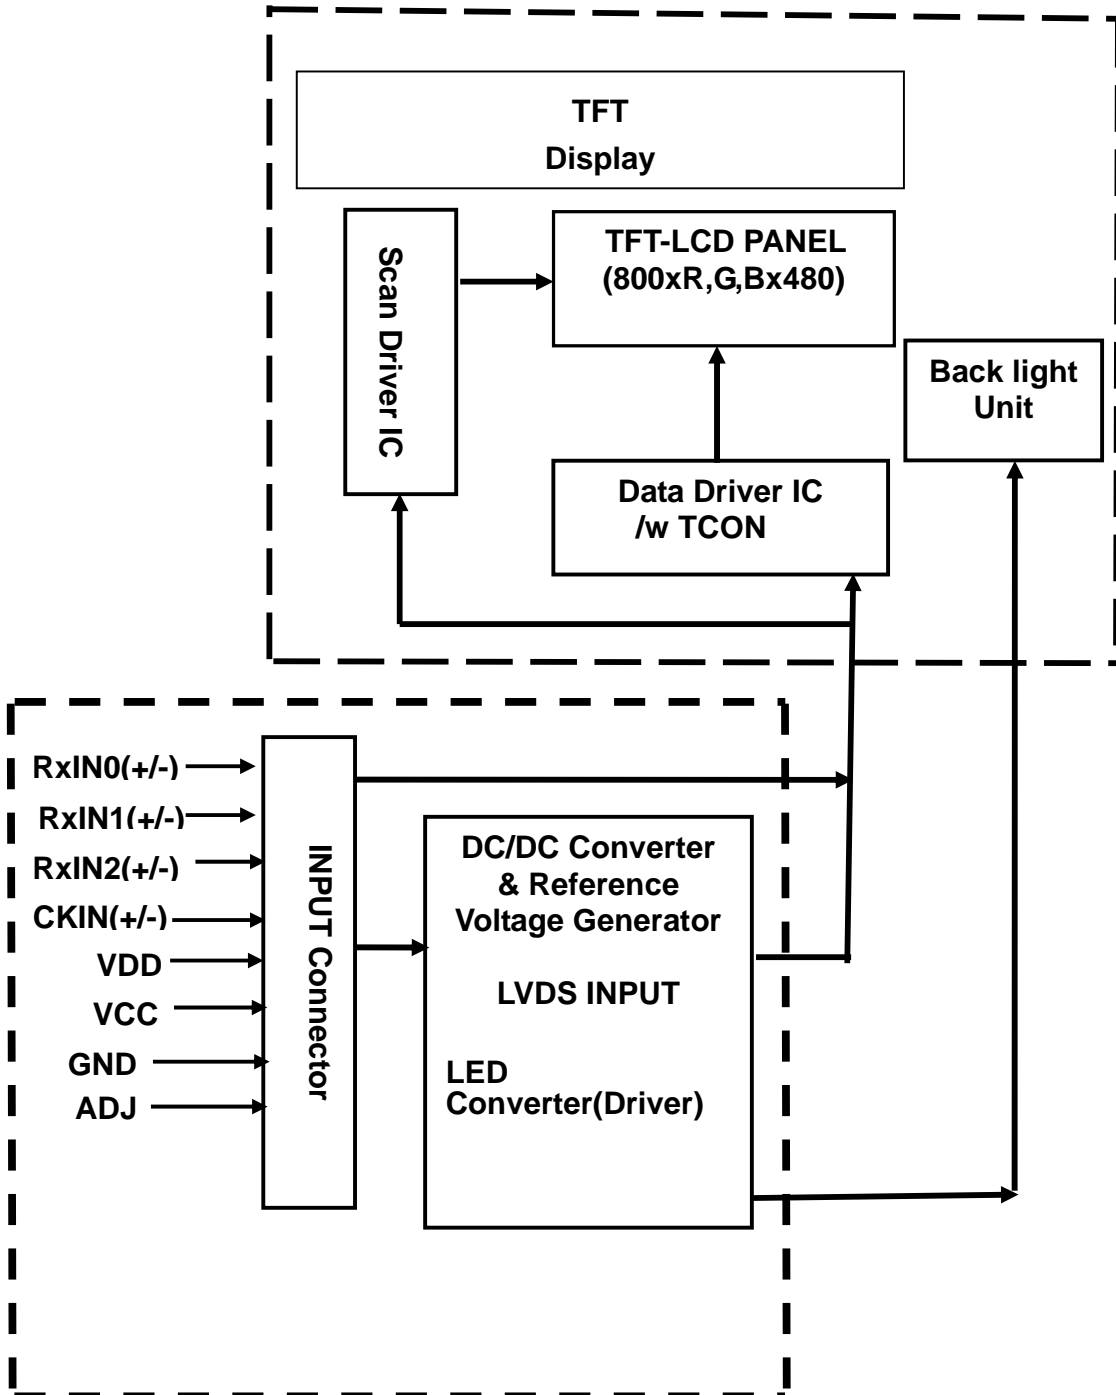 TFT
Display
Scan Driver IC
TFT-LCD PANEL
(800xR,G,Bx480)
Back light
Unit
Data Driver IC
/w TCON
RxIN0(+/-)
RxIN1(+/-)
RxIN2(+/-)
CKIN(+/-)
VDD
VCC
GND
ADJ
INPUT Connector
DC/DC Converter
& Reference
Voltage Generator
LVDS INPUT
LED
Converter(Driver)